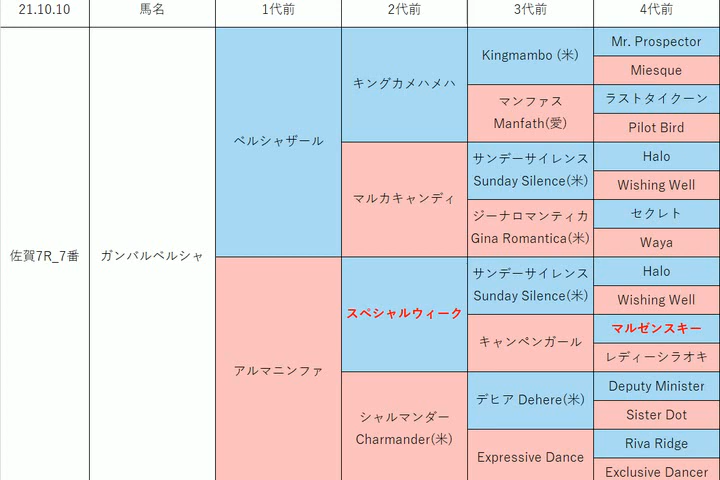 21.10.10 馬名 1代前 2代前 3代前 4代前
佐賀7R_7番
ガンバルベルシャ
ベルシャザール
アルマニンファ
キングカメハメハ
マルカキャンディ
スペシャルウィーク
シャルマンダー
Charmander(米)
Kingmambo (米)
マンファス
Manfath(愛)
サンデーサイレンス
Sunday Silence(米)
ジーナロマンティカ
Gina Romantica(米)
サンデーサイレンス
Sunday Silence(米)
キャンペンガール
デヒア Dehere(米)
Expressive Dance
Mr. Prospector
Miesque
ラストタイクーン
Pilot Bird
Halo
Wishing Well
セクレト
Waya
Halo
Wishing Well
マルゼンスキー
レディーシラオキ
Deputy Minister
Sister Dot
Riva Ridge
Exclusive Dancer